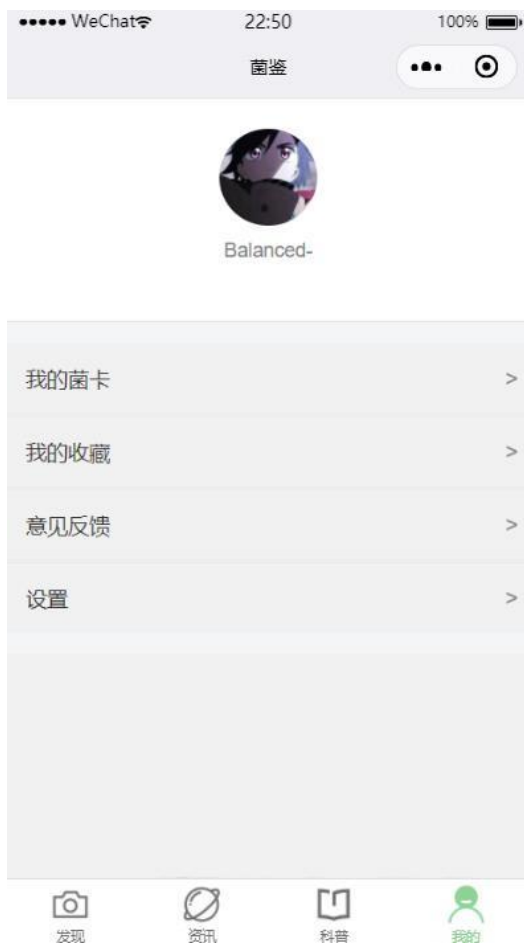 ●●●●● WeChat 22:50 100%
菌鉴
Balanced-
我的菌卡 >
我的收藏 >
意见反馈 >
设置 >
发现 资讯 科普 我的